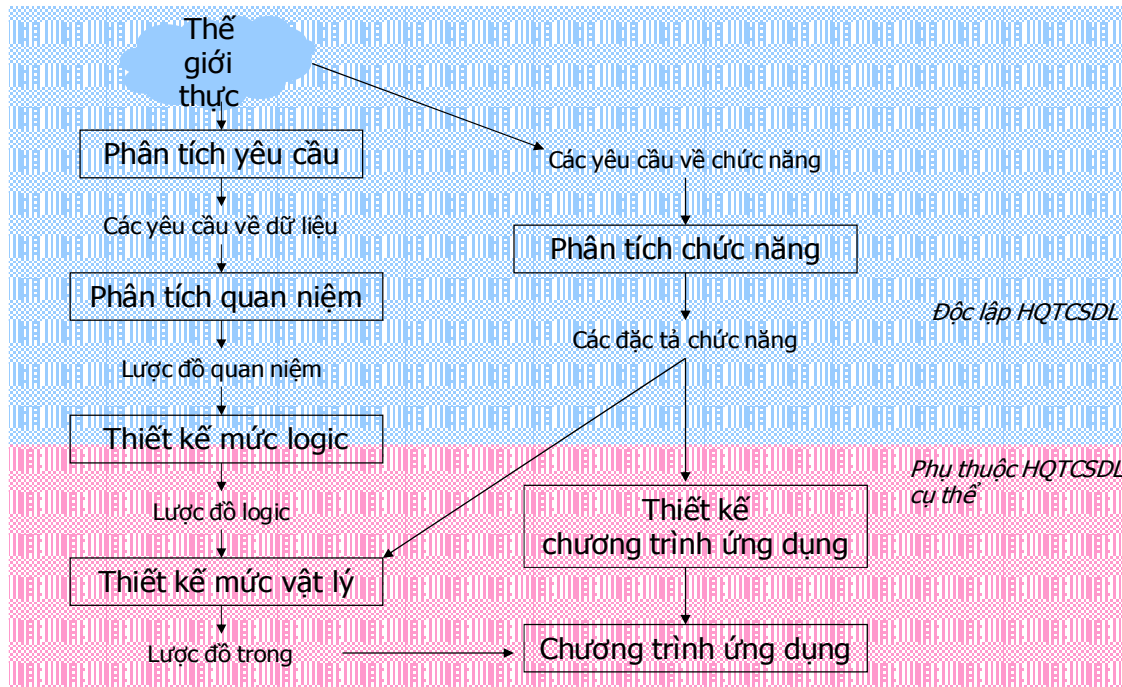 Thế
giới
thực
Phân tích yêu cầu
Các yêu cầu về chức năng
Các yêu cầu về dữ liệu
Phân tích chức năng
Phân tích quan niệm
Độc lập HQTCSDL
Các đặc tả chức năng
Lược đồ quan niệm
Thiết kế mức logic
Phụ thuộc HQTCSDL
cụ thể
Lược đồ logic
Thiết kế
chương trình ứng dụng
Thiết kế mức vật lý
Lược đồ trong
Chương trình ứng dụng